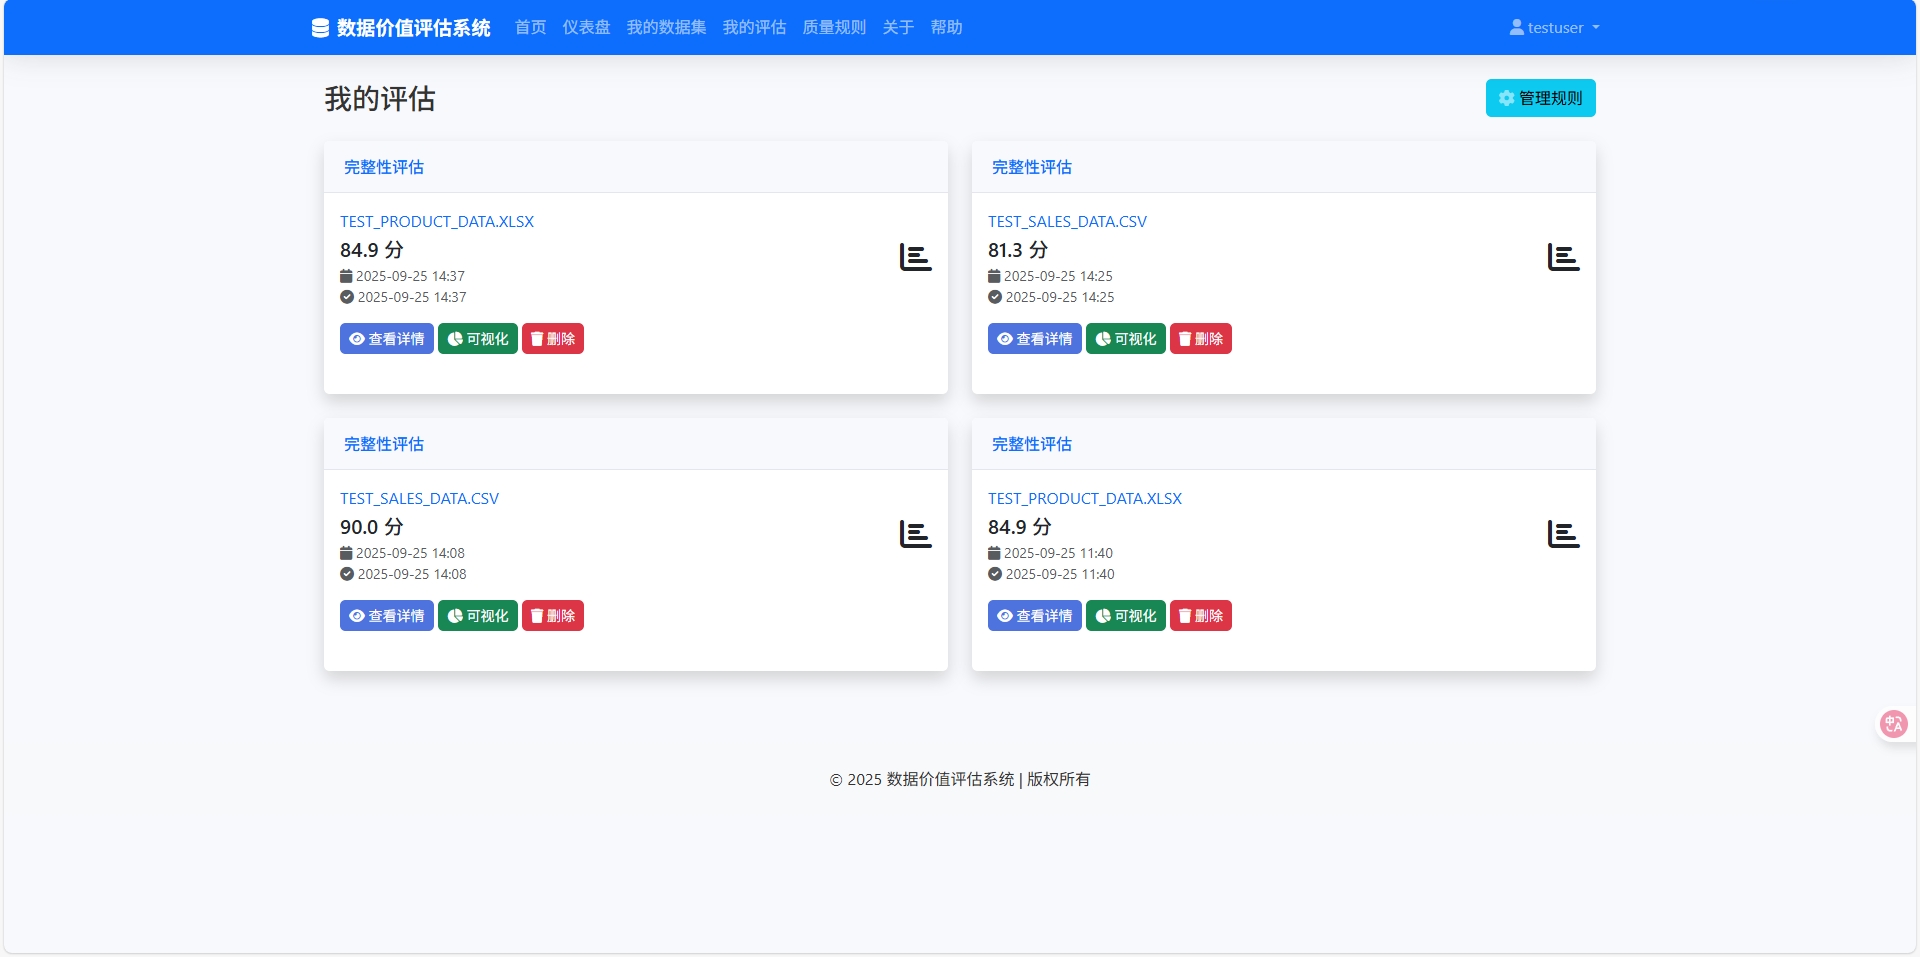 数据价值评估系统 首页 仪表盘 我的数据集 我的评估 质量规则 关于 帮助 testuser
我的评估
管理规则
完整性评估
TEST_PRODUCT_DATA.XLSX
84.9 分
2025-09-25 14:37
2025-09-25 14:37
查看详情 可视化 删除
完整性评估
TEST_SALES_DATA.CSV
81.3 分
2025-09-25 14:25
2025-09-25 14:25
查看详情 可视化 删除
完整性评估
TEST_SALES_DATA.CSV
90.0 分
2025-09-25 14:08
2025-09-25 14:08
查看详情 可视化 删除
完整性评估
TEST_PRODUCT_DATA.XLSX
84.9 分
2025-09-25 11:40
2025-09-25 11:40
查看详情 可视化 删除
中A
© 2025 数据价值评估系统 | 版权所有